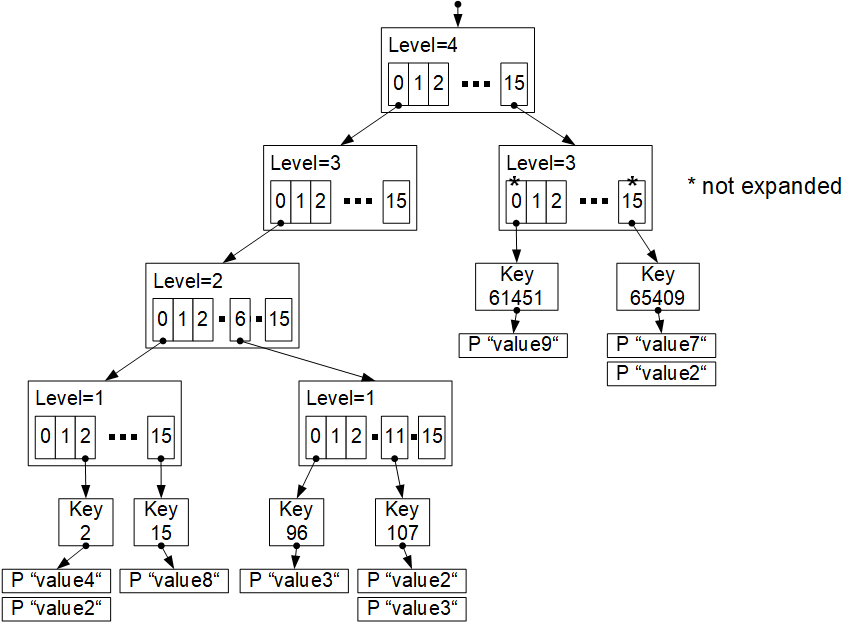 Level=4
0 1 2 ▪▪▪ 15
Level=3
0 1 2 ▪▪▪ 15
Level=3
* *
0 1 2 ▪▪▪ 15
* not expanded
Level=2
0 1 2 ▪ 6 ▪ 15
Key
61451
Key
65409
P “value9“
P “value7“
P “value2“
Level=1
0 1 2 ▪▪▪ 15
Level=1
0 1 2 ▪ 11 ▪ 15
Key
2
Key
15
Key
96
Key
107
P “value4“
P “value2“
P “value8“
P “value3“
P “value2“
P “value3“